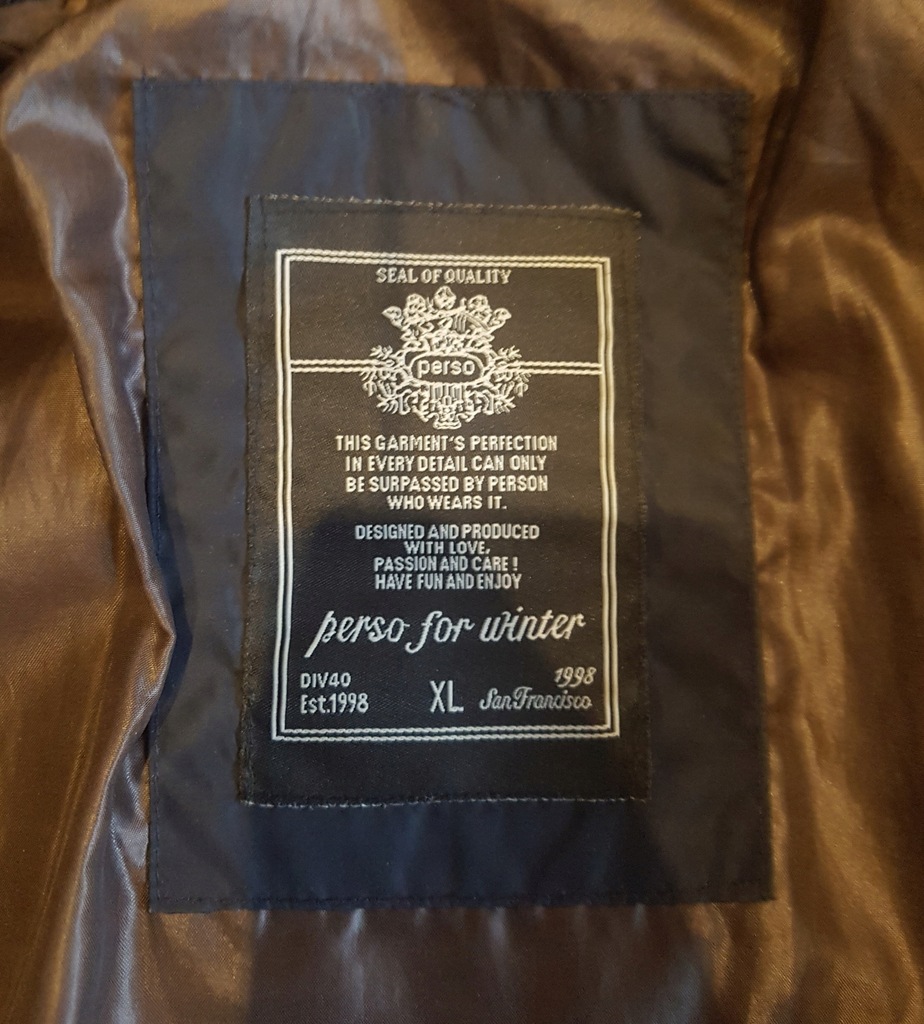 SEAL OF QUALITY
perso
THIS GARMENT'S PERFECTION
IN EVERY DETAIL CAN ONLY
BE SURPASSED BY PERSON
WHO WEARS IT.
DESIGNED AND PRODUCED
WITH LOVE,
PASSION AND CARE !
HAVE FUN AND ENJOY
perso for winter
DIV40
Est.1998
XL
1998
San Francisco